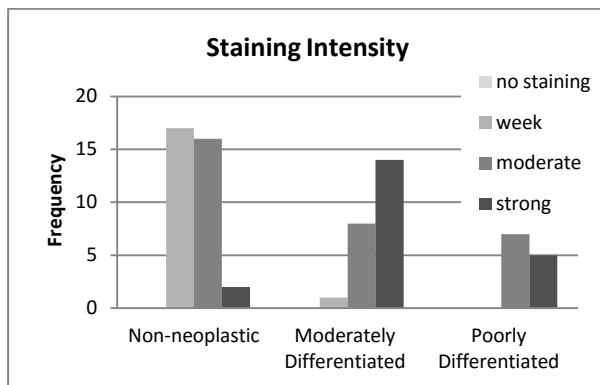 Staining Intensity
no staining
week
moderate
strong
Frequency
20
15
10
5
0
Non-neoplastic
Moderately
Differentiated
Poorly
Differentiated